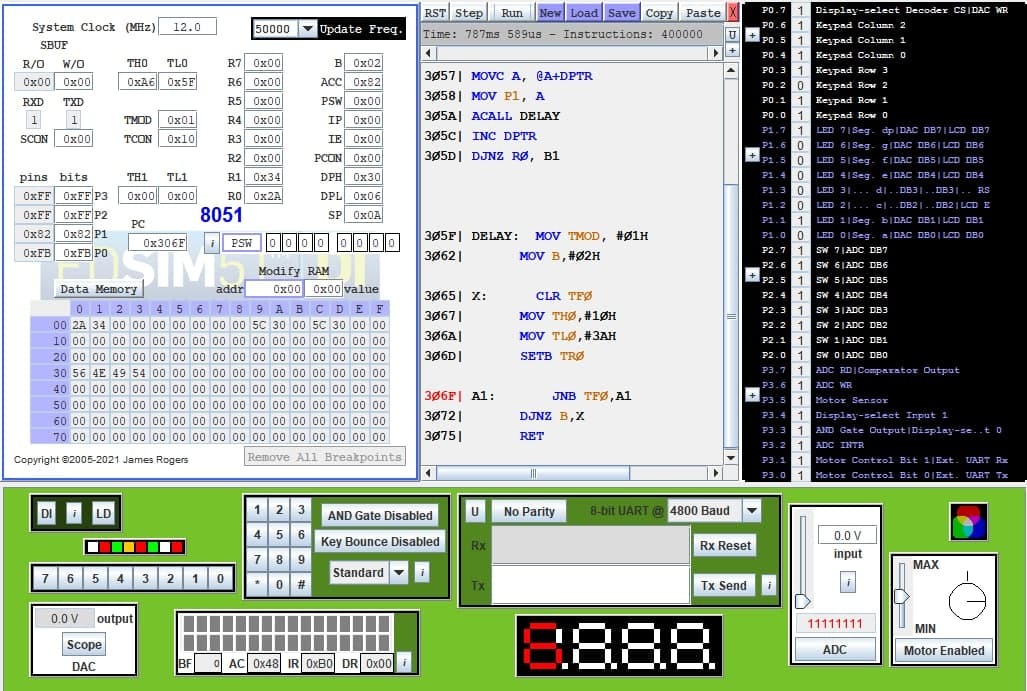 System Clock (MHz) 12.0
50000 Update Freq.
SBUF
R/O W/O TH0 TL0 R7 0x00 B 0x02
0x00 0x00 0xA6 0x5F R6 0x00 ACC 0x82
RXD TXD R5 0x00 PSW 0x00
1 1 TMOD 0x01 R4 0x00 IP 0x00
SCON 0x00 TCON 0x10 R3 0x00 IE 0x00
R2 0x00 PCON 0x00
pins bits TH1 TL1 R1 0x34 DPH 0x30
0xFF 0xFF P3 0x00 0x00 R0 0x2A DPL 0x06
0xFF 0xFF P2 8051 SP 0x0A
0x82 0x82 P1 PC
0xFB 0xFB P0 0x306F i PSW 0 0 0 0 0 0 0 0
Modify RAM
Data Memory addr 0x00 0x00 value
0 1 2 3 4 5 6 7 8 9 A B C D E F
00 2A 34 00 00 00 00 00 00 00 5C 30 00 5C 30 00 00
10 00 00 00 00 00 00 00 00 00 00 00 00 00 00 00 00
20 00 00 00 00 00 00 00 00 00 00 00 00 00 00 00 00
30 56 4E 49 54 00 00 00 00 00 00 00 00 00 00 00 00
40 00 00 00 00 00 00 00 00 00 00 00 00 00 00 00 00
50 00 00 00 00 00 00 00 00 00 00 00 00 00 00 00 00
60 00 00 00 00 00 00 00 00 00 00 00 00 00 00 00 00
70 00 00 00 00 00 00 00 00 00 00 00 00 00 00 00 00
Copyright ©2005-2021 James Rogers Remove All Breakpoints
RST Step Run New Load Save Copy Paste X
Time: 787ms 589us - Instructions: 400000 U
3057| MOVC A, @A+DPTR
3058| MOV P1, A
305A| ACALL DELAY
305C| INC DPTR
305D| DJNZ R0, B1
305F| DELAY: MOV TMOD, #01H
3062| MOV B,#02H
3065| X: CLR TF0
3067| MOV TH0,#10H
306A| MOV TL0,#3AH
306D| SETB TR0
306F| A1: JNB TF0,A1
3072| DJNZ B,X
3075| RET
P0.7 1 Display-select Decoder CS|DAC WR
P0.6 1 Keypad Column 2
P0.5 1 Keypad Column 1
P0.4 1 Keypad Column 0
P0.3 1 Keypad Row 3
P0.2 0 Keypad Row 2
P0.1 1 Keypad Row 1
P0.0 1 Keypad Row 0
P1.7 1 LED 7|Seg. dp|DAC DB7|LCD DB7
P1.6 0 LED 6|Seg. g|DAC DB6|LCD DB6
P1.5 0 LED 5|Seg. f|DAC DB5|LCD DB5
P1.4 0 LED 4|Seg. e|DAC DB4|LCD DB4
P1.3 0 LED 3|... d|..DB3|..DB3|.. RS
P1.2 0 LED 2|... c|..DB2|..DB2|LCD E
P1.1 1 LED 1|Seg. b|DAC DB1|LCD DB1
P1.0 0 LED 0|Seg. a|DAC DB0|LCD DB0
P2.7 1 SW 7|ADC DB7
P2.6 1 SW 6|ADC DB6
P2.5 1 SW 5|ADC DB5
P2.4 1 SW 4|ADC DB4
P2.3 1 SW 3|ADC DB3
P2.2 1 SW 2|ADC DB2
P2.1 1 SW 1|ADC DB1
P2.0 1 SW 0|ADC DB0
P3.7 1 ADC RD|Comparator Output
P3.6 1 ADC WR
P3.5 1 Motor Sensor
P3.4 1 Display-select Input 1
P3.3 1 AND Gate Output|Display-se..t 0
P3.2 1 ADC INTR
P3.1 1 Motor Control Bit 1|Ext. UART Rx
P3.0 1 Motor Control Bit 0|Ext. UART Tx
DI i LD
7 6 5 4 3 2 1 0
0.0 V output
Scope
DAC
1 2 3 AND Gate Disabled
4 5 6 Key Bounce Disabled
7 8 9 Standard i
* 0 #
BF 0 AC 0x48 IR 0xB0 DR 0x00 i
U No Parity 8-bit UART @ 4800 Baud
Rx Rx Reset
Tx Tx Send i
8.8.8.8.
0.0 V
input
i
11111111
ADC
MAX
MIN
Motor Enabled